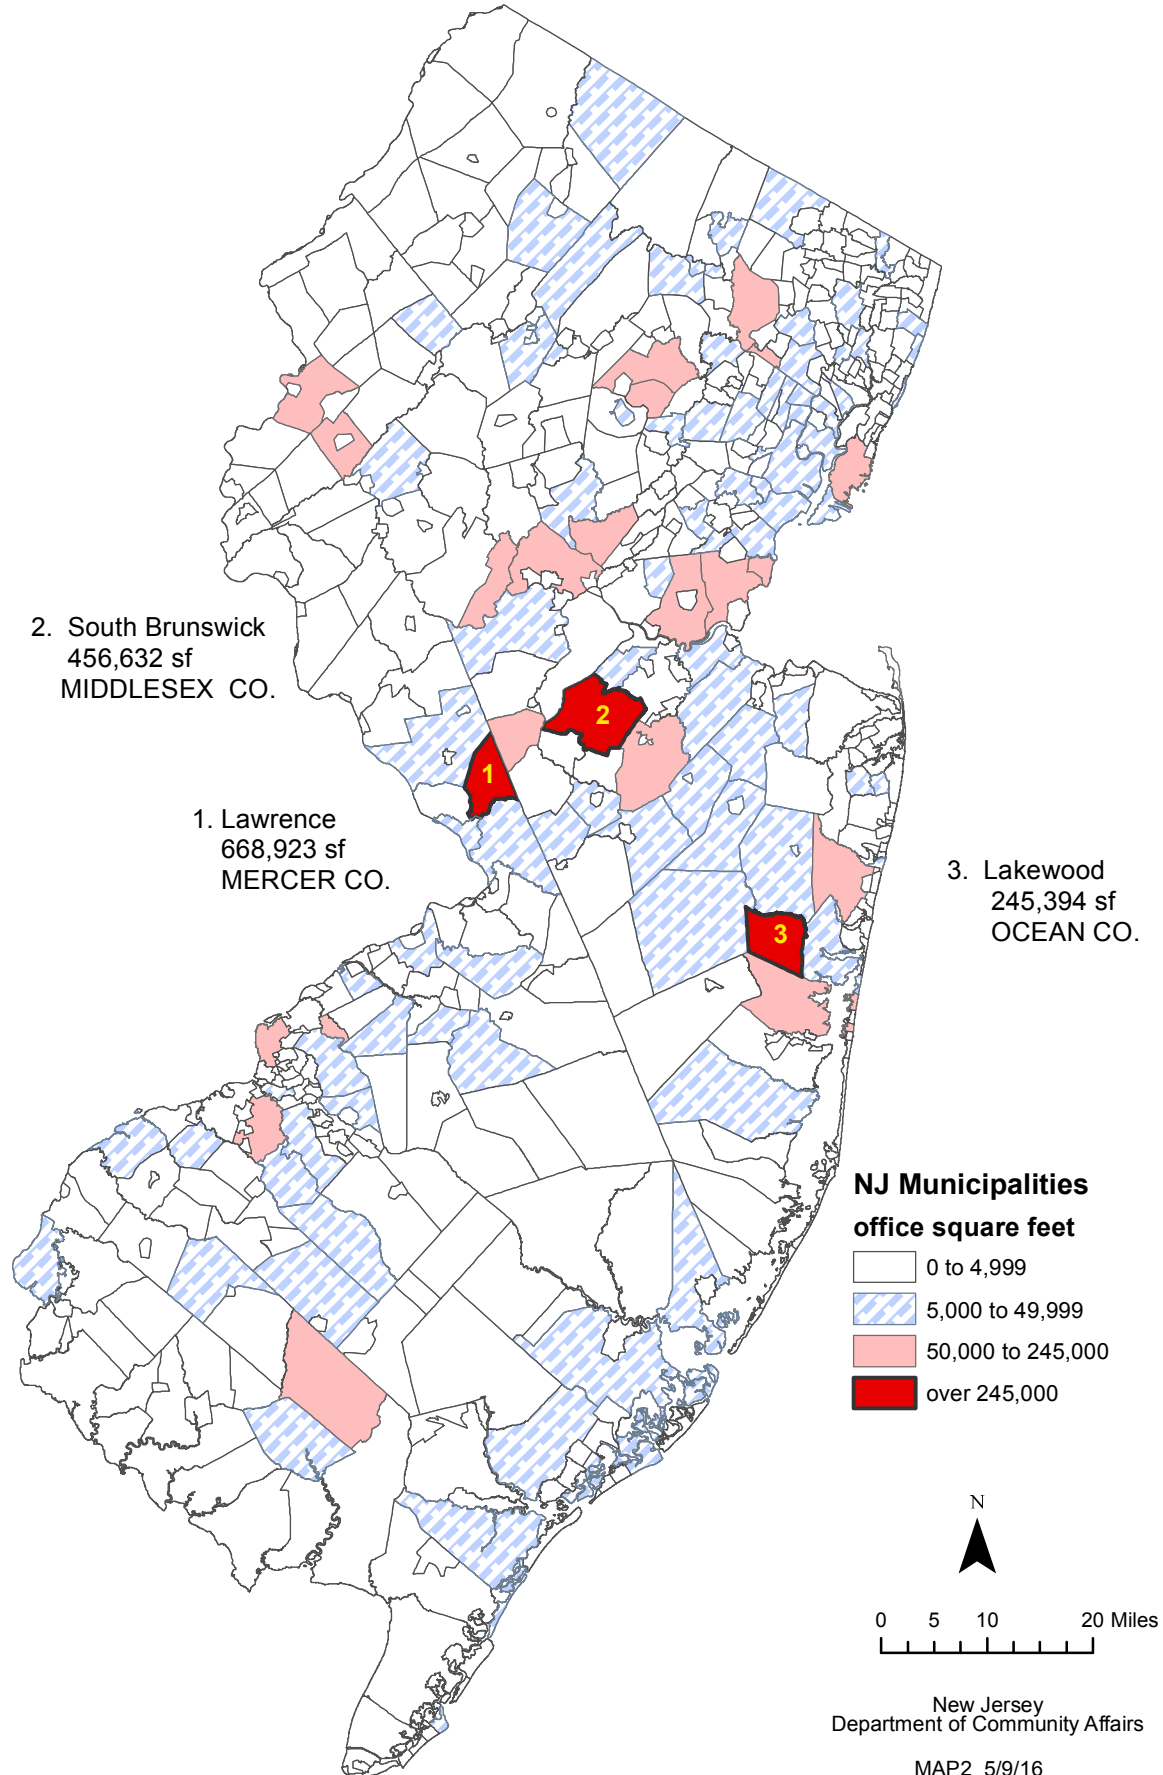 2. South Brunswick
456,632 sf
MIDDLESEX CO.
2
1
1. Lawrence
668,923 sf
MERCER CO.
3. Lakewood
245,394 sf
OCEAN CO.
3
NJ Municipalities
office square feet
0 to 4,999
5,000 to 49,999
50,000 to 245,000
over 245,000
N
0 5 10 20 Miles
New Jersey
Department of Community Affairs
MAP2 5/9/16